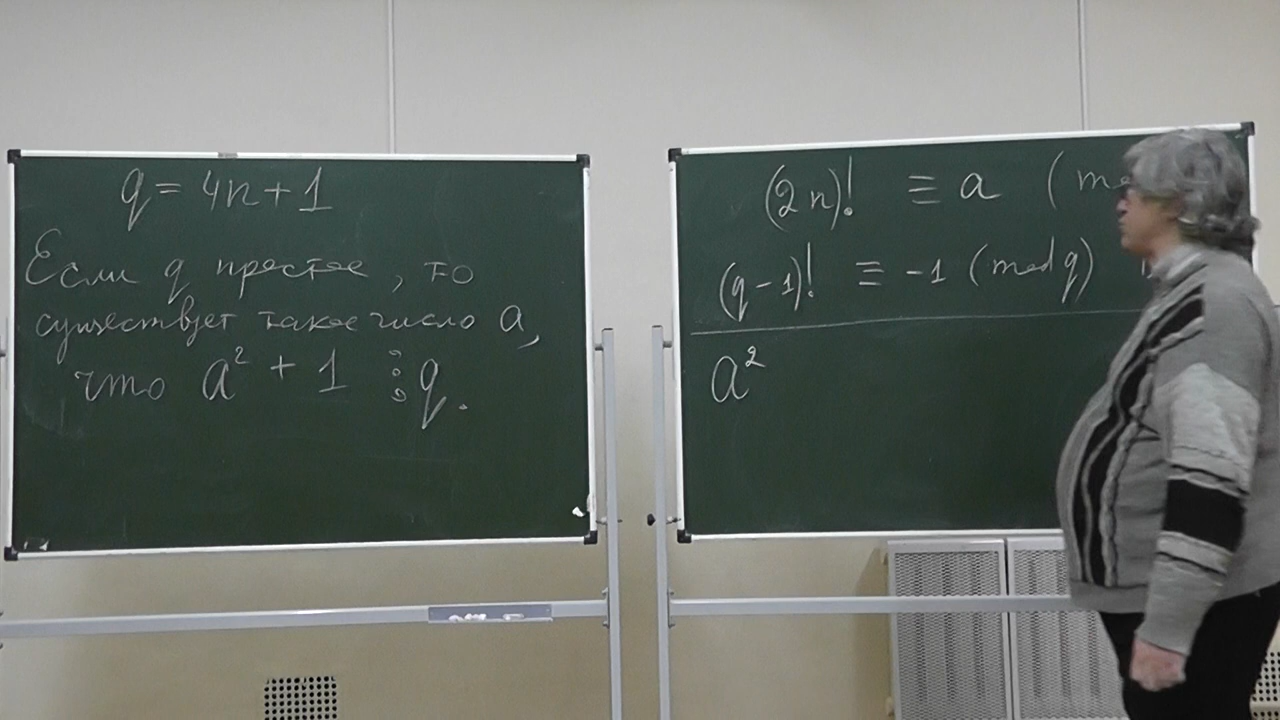 q = 4n + 1
Если q простое, то
существует такое число a,
что a² + 1 ⋮ q.
(2n)! ≡ a (m
(q - 1)! ≡ -1 (mod q)
a²